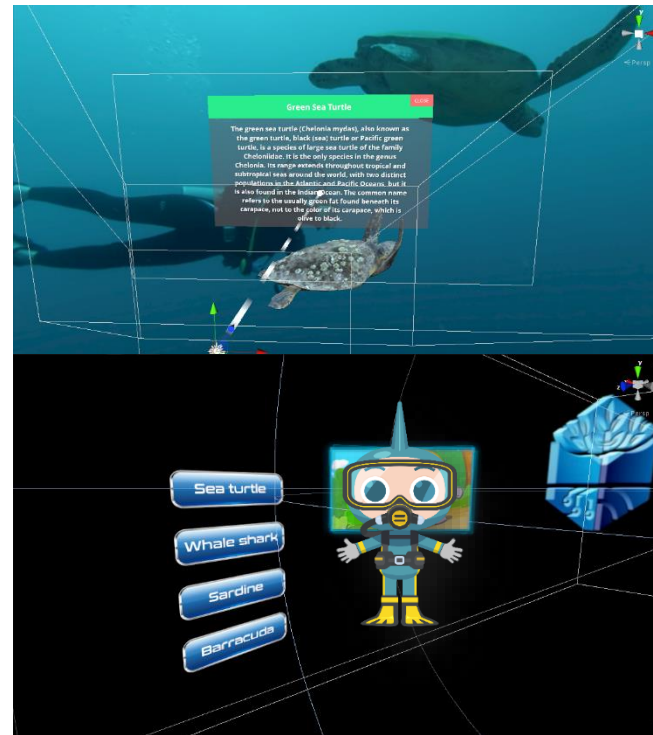 Persp
Green Sea Turtle
CLOSE
The green sea turtle (Chelonia mydas), also known as
the green turtle, black (sea) turtle or Pacific green
turtle, is a species of large sea turtle of the family
Cheloniidae. It is the only species in the genus
Chelonia. Its range extends throughout tropical and
subtropical seas around the world, with two distinct
populations in the Atlantic and Pacific Oceans, but it
is also found in the Indian Ocean. The common name
refers to the usually green fat found beneath its
carapace, not to the color of its carapace, which is
olive to black.
y
z
Persp
Sea turtle
Whale shark
Sardine
Barracuda